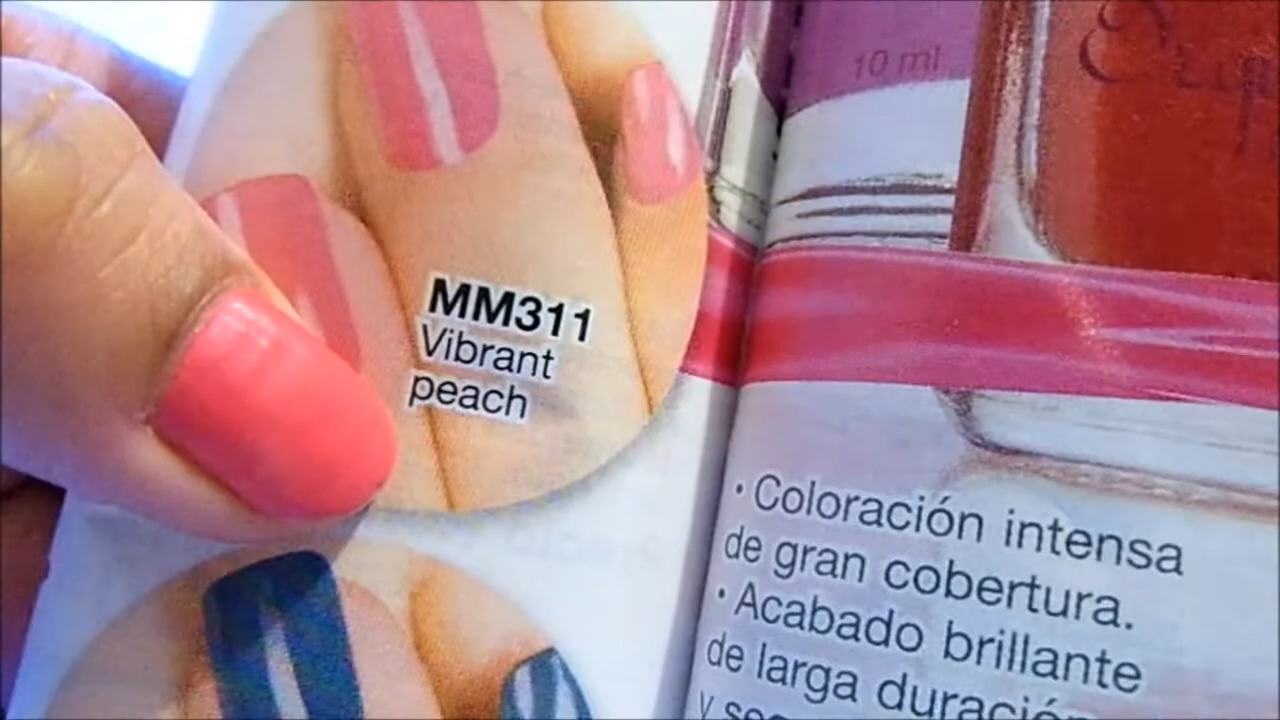 10 ml
MM311
Vibrant
peach
· Coloración intensa
de gran cobertura.
· Acabado brillante
de larga duración
y